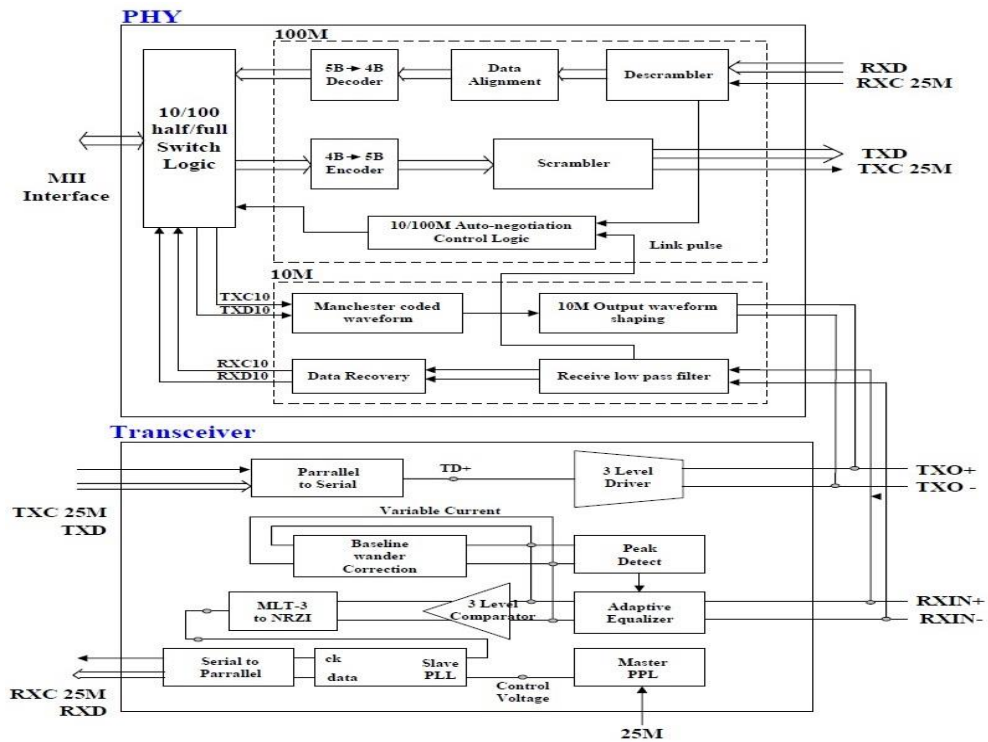 PHY
100M
5B→4B
Decoder
Data
Alignment
Descrambler
RXD
RXC 25M
10/100
half/full
Switch
Logic
MII
Interface
4B→5B
Encoder
Scrambler
TXD
TXC 25M
10/100M Auto-negotiation
Control Logic
Link pulse
10M
TXC10
TXD10
Manchester coded
waveform
10M Output waveform
shaping
RXC10
RXD10
Data Recovery
Receive low pass filter
Transceiver
Parrallel
to Serial
TD+
3 Level
Driver
TXO+
TXO -
TXC 25M
TXD
Variable Current
Baseline
wander
Correction
Peak
Detect
MLT-3
to NRZI
3 Level
Comparator
Adaptive
Equalizer
RXIN+
RXIN-
Serial to
Parrallel
ck
data
Slave
PLL
Control
Voltage
Master
PPL
RXC 25M
RXD
25M